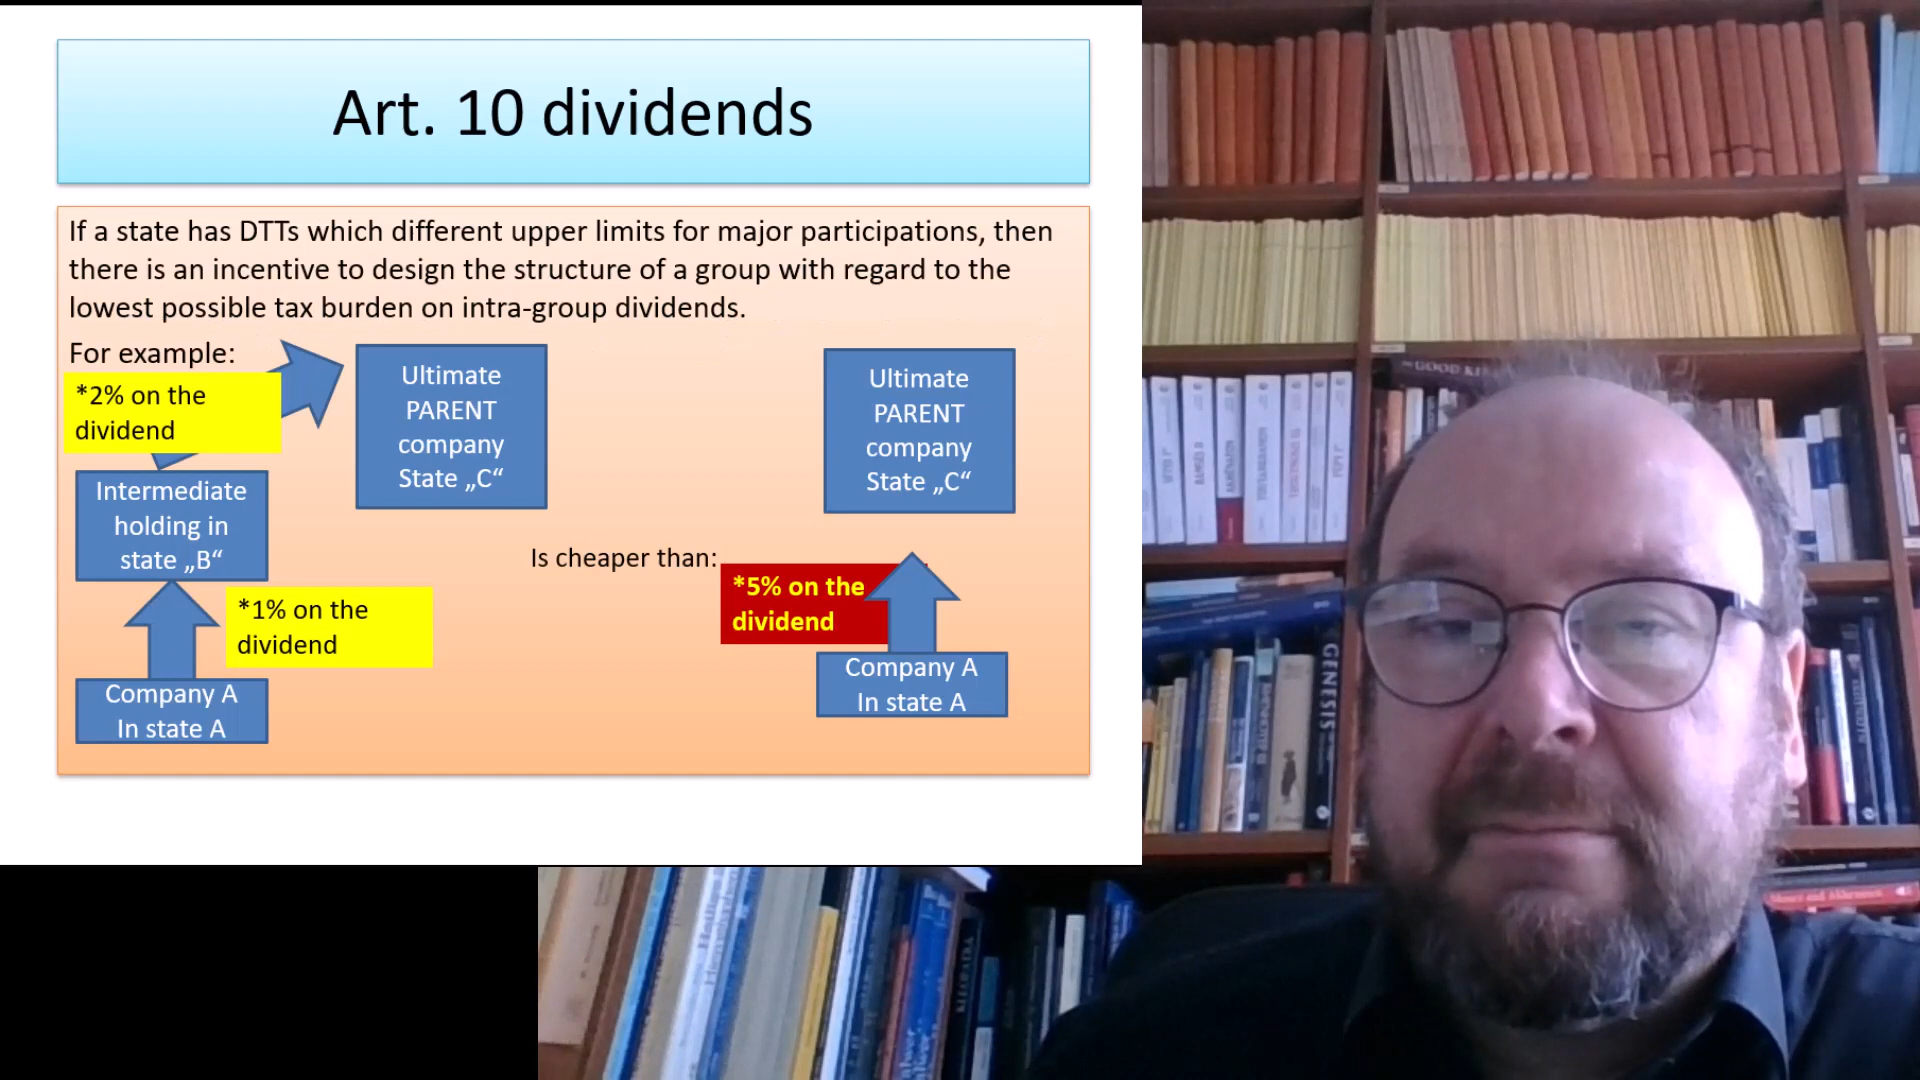 Art. 10 dividends
If a state has DTTs which different upper limits for major participations, then
there is an incentive to design the structure of a group with regard to the
lowest possible tax burden on intra-group dividends.
For example:
*2% on the
dividend
Ultimate
PARENT
company
State „C“
Ultimate
PARENT
company
State „C“
Intermediate
holding in
state „B“
Is cheaper than:
*1% on the
dividend
*5% on the
dividend
Company A
In state A
Company A
In state A
GENESIS
KLEOPATRA